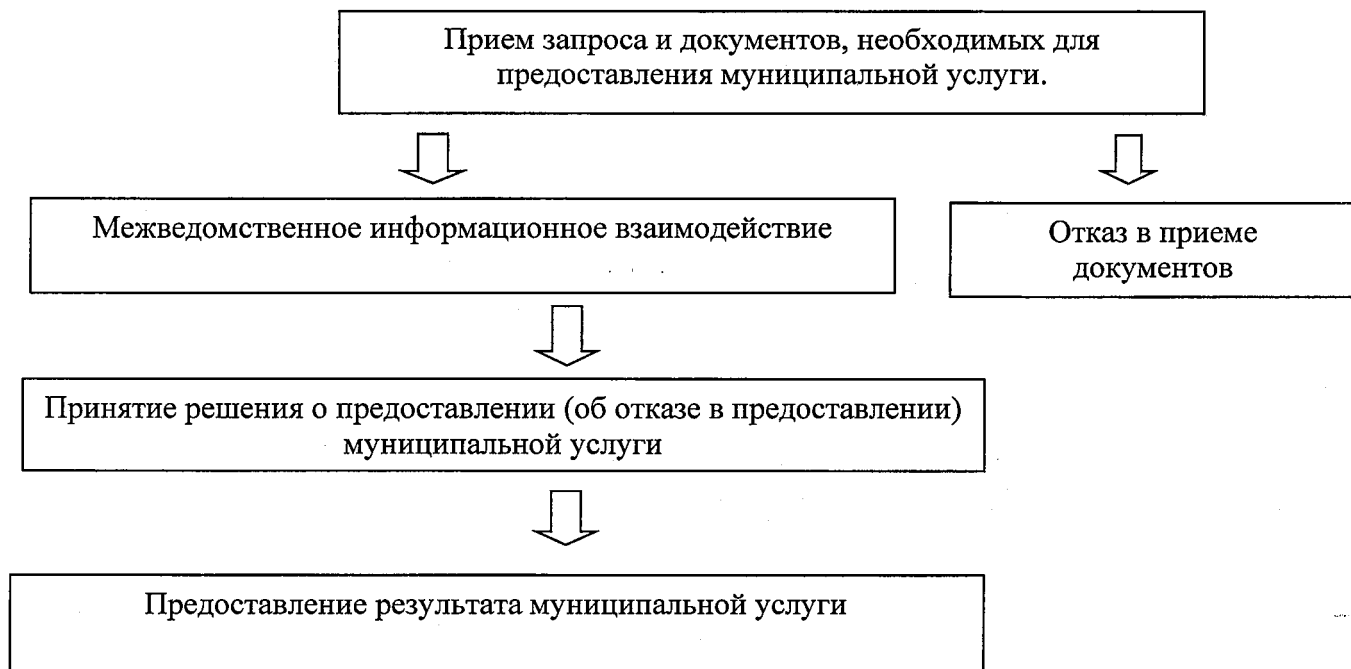 Прием запроса и документов, необходимых для
предоставления муниципальной услуги.
Межведомственное информационное взаимодействие
Отказ в приеме
документов
Принятие решения о предоставлении (об отказе в предоставлении)
муниципальной услуги
Предоставление результата муниципальной услуги